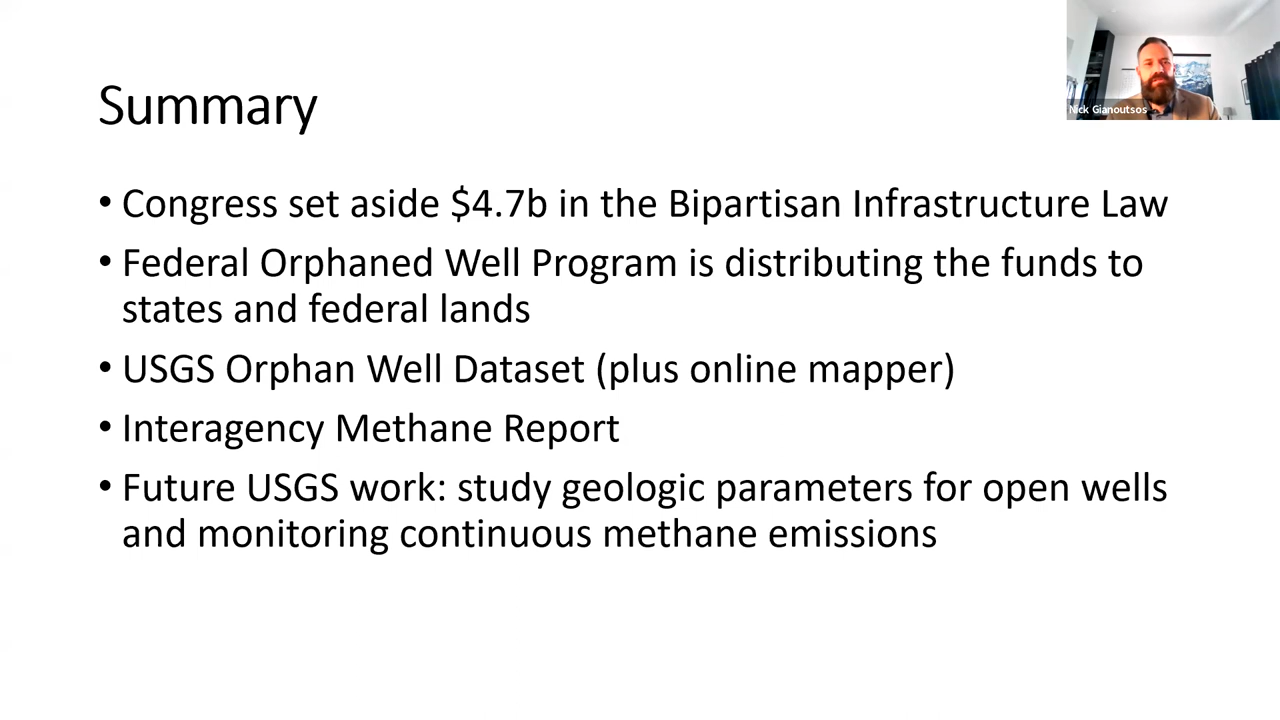 Summary
Nick Gianoutsos
• Congress set aside $4.7b in the Bipartisan Infrastructure Law
• Federal Orphaned Well Program is distributing the funds to
states and federal lands
• USGS Orphan Well Dataset (plus online mapper)
• Interagency Methane Report
• Future USGS work: study geologic parameters for open wells
and monitoring continuous methane emissions